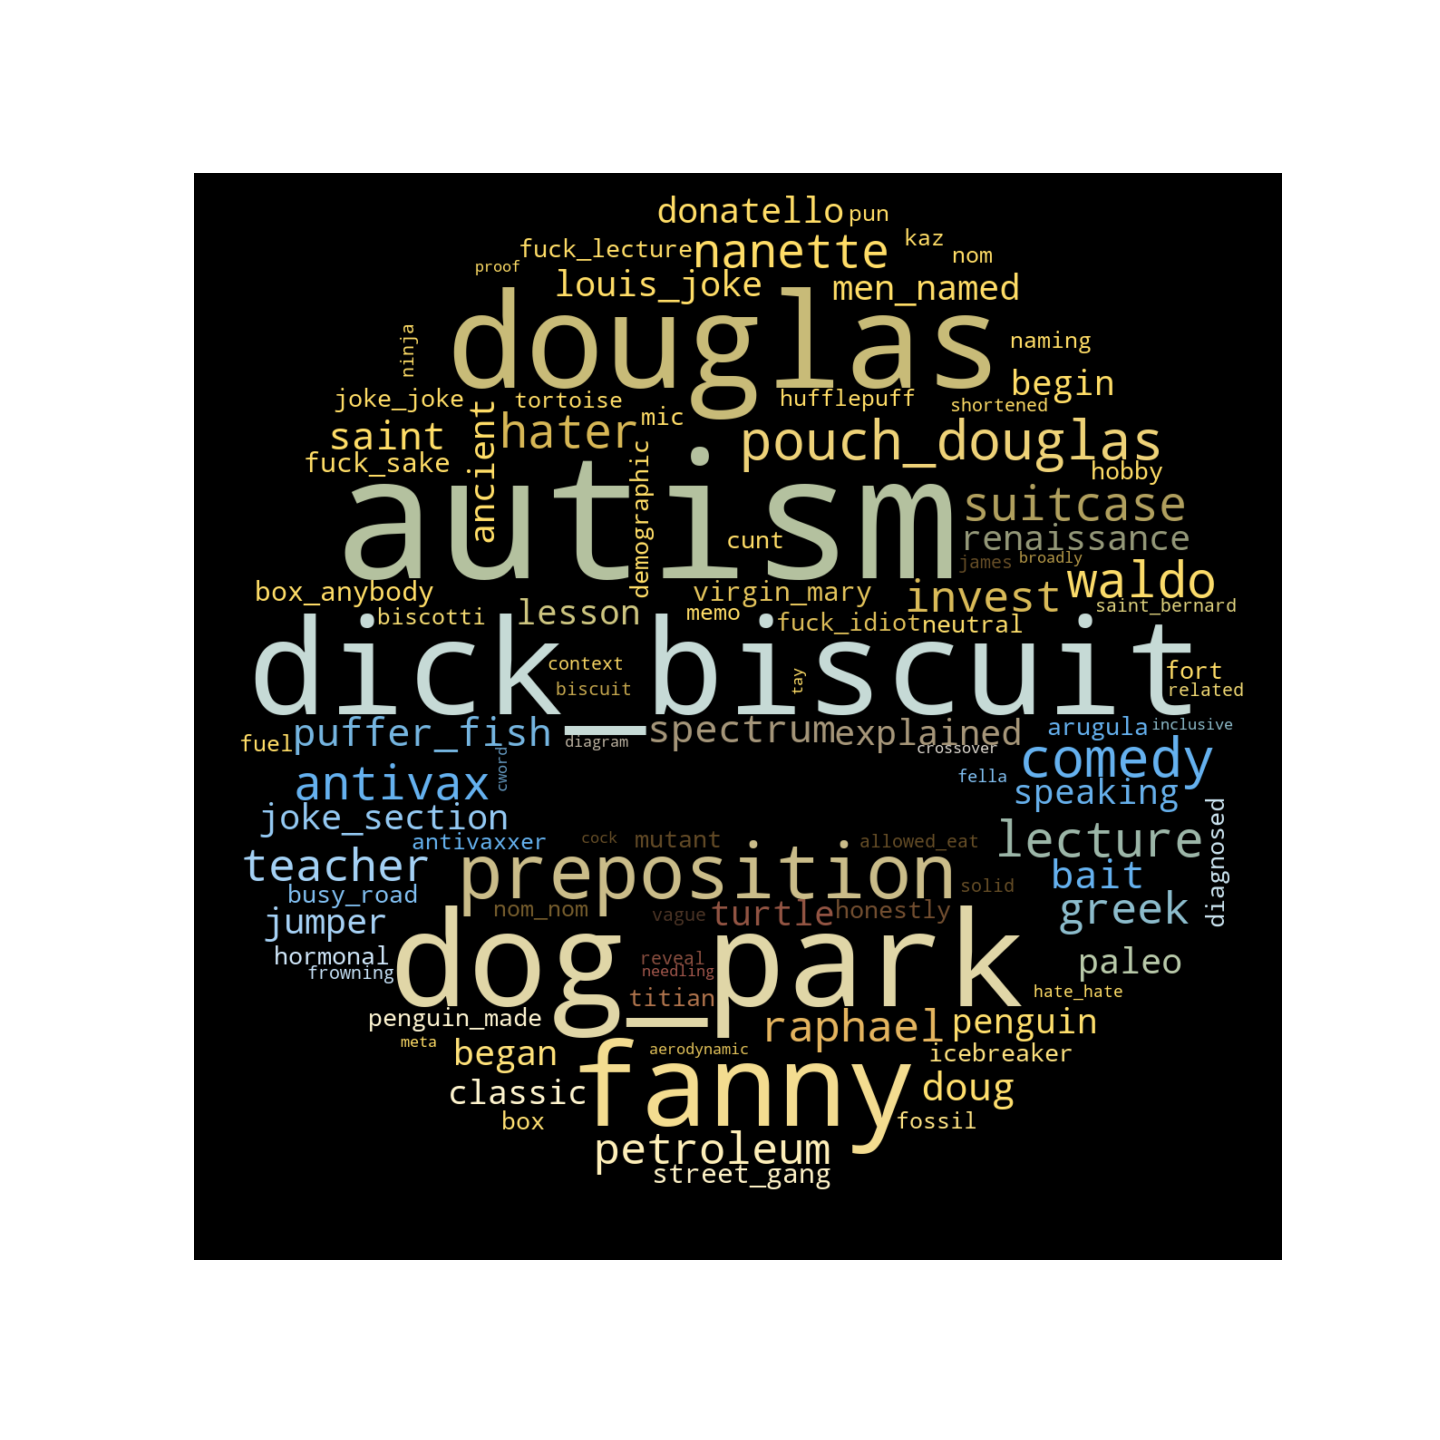 donatello pun
fuck_lecture nanette kaz
proof nom
louis_joke men_named
douglas
ninja naming
begin
joke_joke tortoise hufflepuff shortened
ancient hater mic
saint pouch_douglas
fuck_sake hobby
demographic
autism suitcase
cunt renaissance
james broadly
box_anybody virgin_mary invest waldo
biscotti lesson memo saint_bernard
fuck_idiot neutral
dick_biscuit
context fort
biscuit tay related
puffer_fish spectrum explained arugula inclusive
fuel diagram crossover
cword comedy
antivax fella speaking
joke_section diagnosed
antivaxxer cock mutant allowed_eat lecture
teacher preposition bait
busy_road solid
jumper nom_nom vague turtle honestly greek
hormonal dog_park reveal paleo
frowning needling
titian hate_hate
penguin_made raphael penguin
meta began aerodynamic icebreaker
classic fanny doug
box fossil
petroleum
street_gang